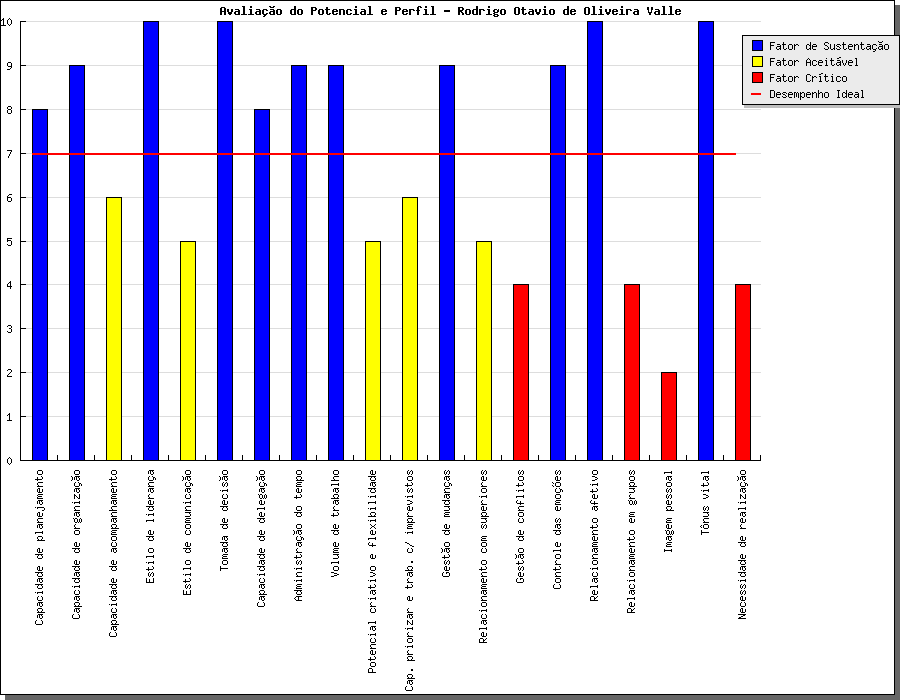 Avaliação do Potencial e Perfil - Rodrigo Otavio de Oliveira Valle
Fator de Sustentação
Fator Aceitável
Fator Crítico
Desempenho Ideal
10
9
8
7
6
5
4
3
2
1
0
Capacidade de planejamento
Capacidade de organização
Capacidade de acompanhamento
Estilo de liderança
Estilo de comunicação
Tomada de decisão
Capacidade de delegação
Administração do tempo
Volume de trabalho
Potencial criativo e flexibilidade
Cap. priorizar e trab. c/ imprevistos
Gestão de mudanças
Relacionamento com superiores
Gestão de conflitos
Controle das emoções
Relacionamento afetivo
Relacionamento em grupos
Imagem pessoal
Tônus vital
Necessidade de realização